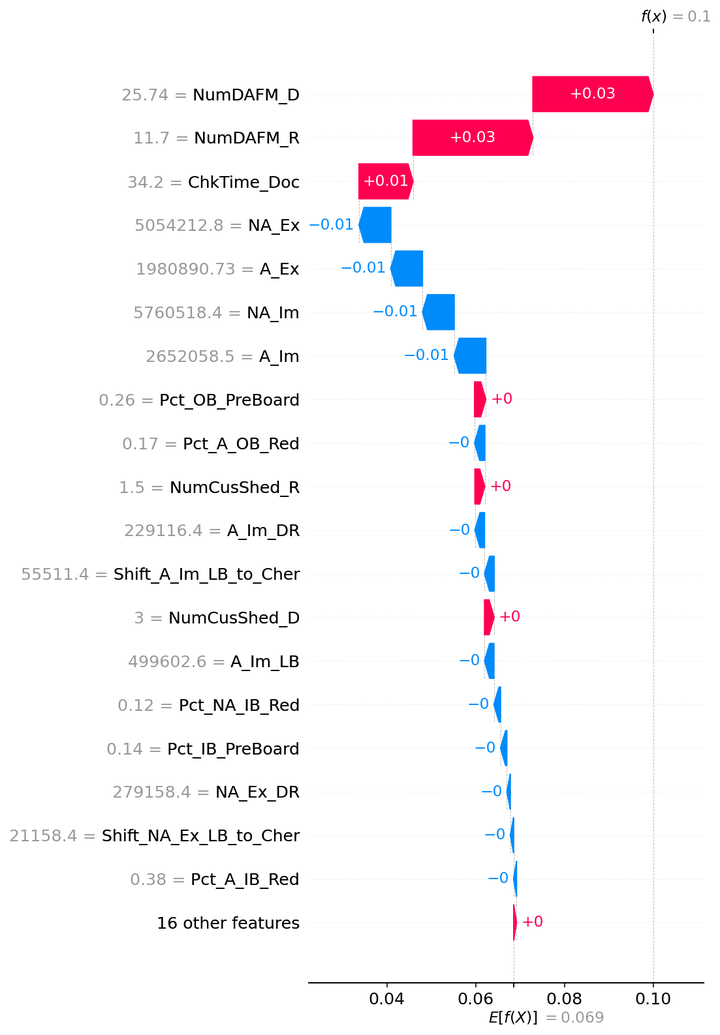 f(x) = 0.1
25.74 = NumDAFM_D
+0.03
11.7 = NumDAFM_R
+0.03
34.2 = ChkTime_Doc
+0.01
5054212.8 = NA_Ex
−0.01
1980890.73 = A_Ex
−0.01
5760518.4 = NA_Im
−0.01
2652058.5 = A_Im
−0.01
0.26 = Pct_OB_PreBoard
+0
0.17 = Pct_A_OB_Red
−0
1.5 = NumCusShed_R
+0
229116.4 = A_Im_DR
−0
55511.4 = Shift_A_Im_LB_to_Cher
−0
3 = NumCusShed_D
+0
499602.6 = A_Im_LB
−0
0.12 = Pct_NA_IB_Red
−0
0.14 = Pct_IB_PreBoard
−0
279158.4 = NA_Ex_DR
−0
21158.4 = Shift_NA_Ex_LB_to_Cher
−0
0.38 = Pct_A_IB_Red
−0
16 other features
+0
0.04 0.06 0.08 0.10
E[f(X)] = 0.069